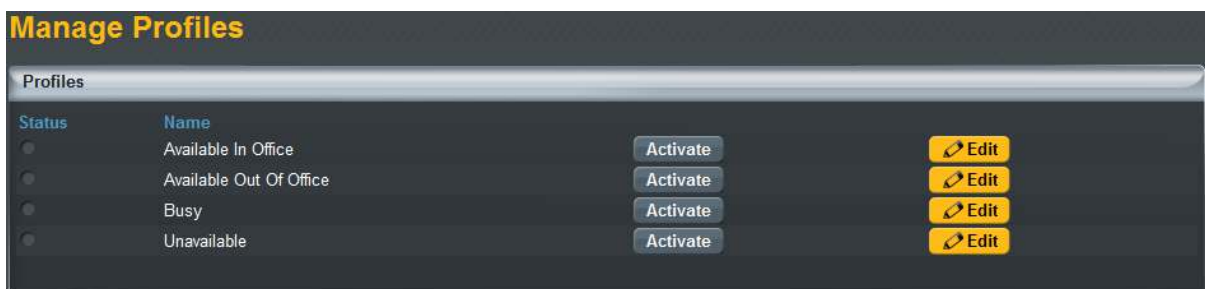 Manage Profiles
Profiles
Status Name
Available In Office Activate Edit
Available Out Of Office Activate Edit
Busy Activate Edit
Unavailable Activate Edit